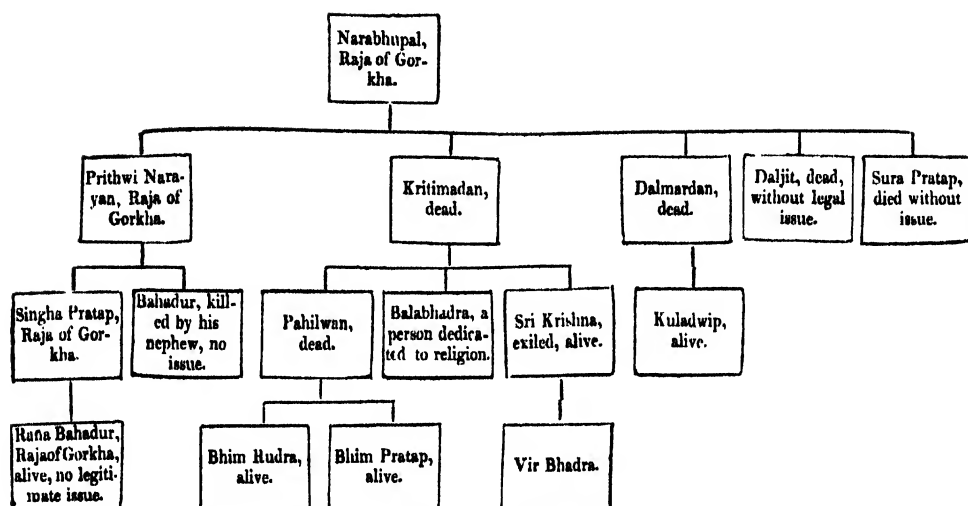 Narabhupal,
Raja of Gor-
kha.
Prithwi Nara-
yan, Raja of
Gorkha.
Kritimadan,
dead.
Dalmardan,
dead.
Daljit, dead,
without legal
issue.
Sura Pratap,
died without
issue.
Singha Pratap,
Raja of Gor-
kha.
Bahadur, kill-
ed by his
nephew, no
issue.
Pahilwan,
dead.
Balabhadra, a
person dedica-
ted to religion.
Sri Krishna,
exiled, alive.
Kuladwip,
alive.
Rana Bahadur,
Raja of Gorkha,
alive, no legiti-
mate issue.
Bhim Rudra,
alive.
Bhim Pratap,
alive.
Vir Bhadra.